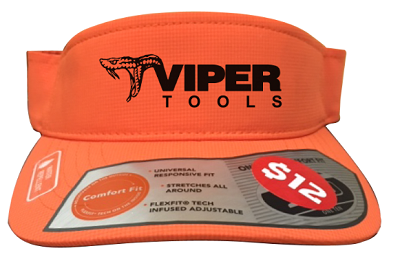 VIPER
TOOLS
Comfort Fit
• UNIVERSAL
RESPONSIVE FIT
• STRETCHES ALL
AROUND
• FLEXFIT® TECH
INFUSED ADJUSTABLE
$12